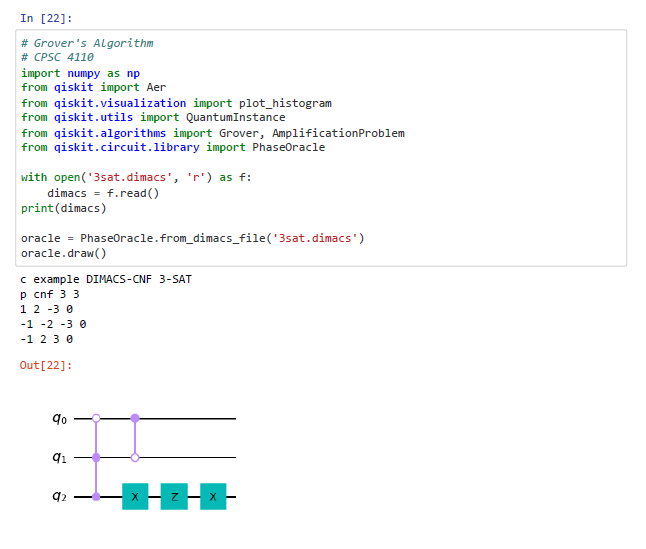 In [22]:
# Grover's Algorithm
# CPSC 4110
import numpy as np
from qiskit import Aer
from qiskit.visualization import plot_histogram
from qiskit.utils import QuantumInstance
from qiskit.algorithms import Grover, AmplificationProblem
from qiskit.circuit.library import PhaseOracle

with open('3sat.dimacs', 'r') as f:
    dimacs = f.read()
print(dimacs)

oracle = PhaseOracle.from_dimacs_file('3sat.dimacs')
oracle.draw()
c example DIMACS-CNF 3-SAT
p cnf 3 3
1 2 -3 0
-1 -2 -3 0
-1 2 3 0
Out[22]:
q0
q1
q2 X Z X